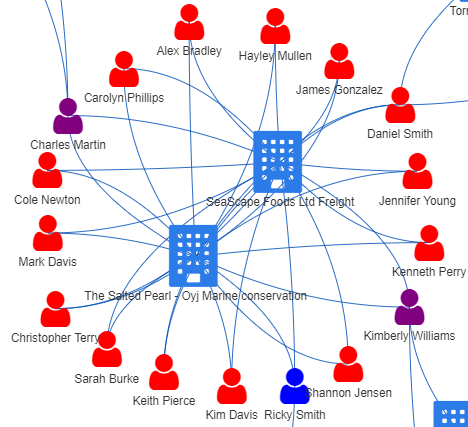 Torr
Alex Bradley
Hayley Mullen
James Gonzalez
Carolyn Phillips
Daniel Smith
Charles Martin
Cole Newton
SeaScape Foods Ltd Freight
Jennifer Young
Mark Davis
Kenneth Perry
The Salted Pearl - Oyj Marine conservation
Christopher Terry
Kimberly Williams
Sarah Burke
Keith Pierce
Kim Davis
Ricky Smith
Shannon Jensen